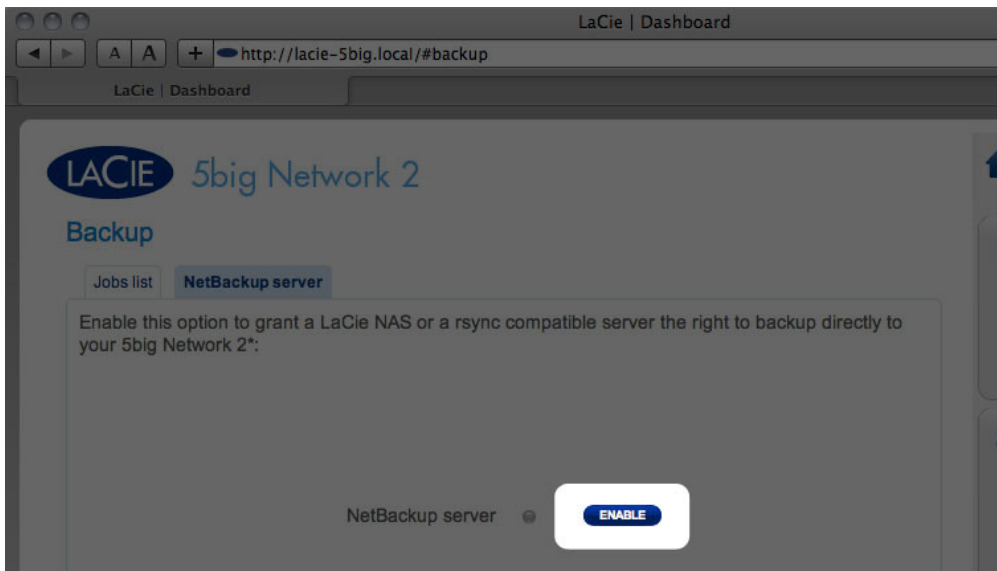 LaCie | Dashboard
A A + http://lacie-5big.local/#backup
LaCie | Dashboard
LACIE 5big Network 2
Backup
Jobs list NetBackup server
Enable this option to grant a LaCie NAS or a rsync compatible server the right to backup directly to
your 5big Network 2*:
NetBackup server ENABLE